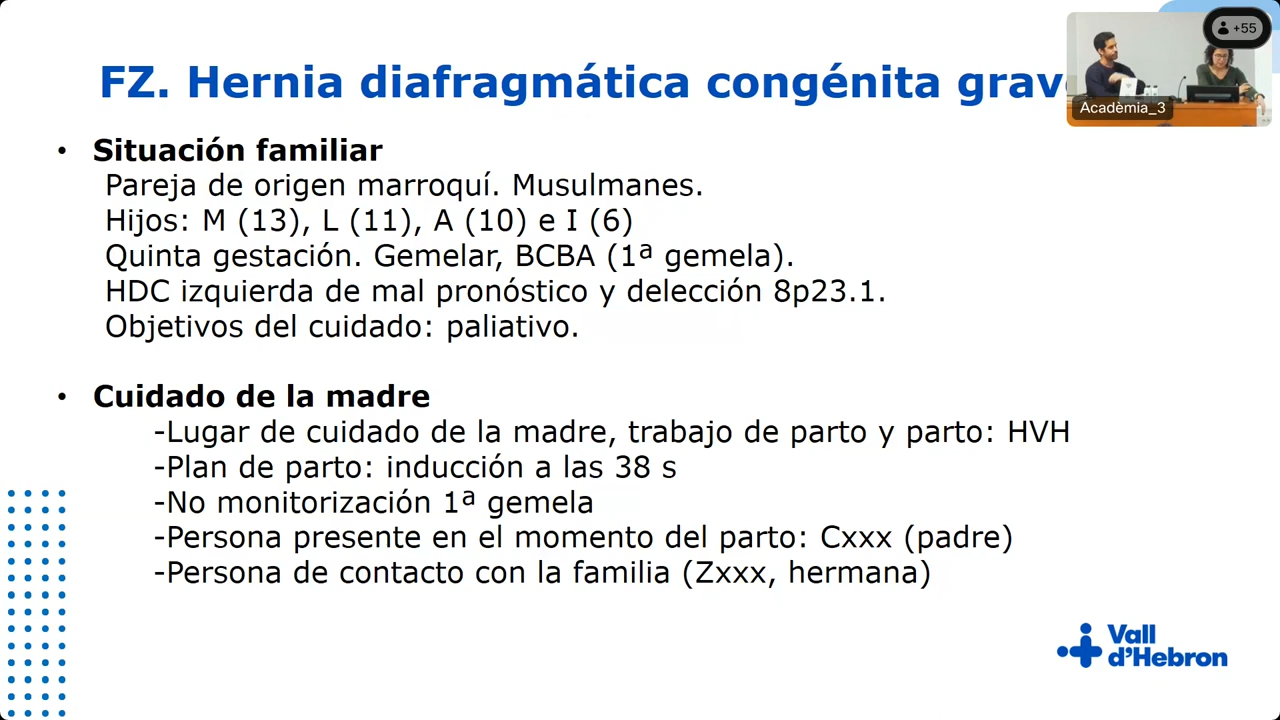 FZ. Hernia diafragmática congénita grav
+55
Acadèmia_3
• Situación familiar
Pareja de origen marroquí. Musulmanes.
Hijos: M (13), L (11), A (10) e I (6)
Quinta gestación. Gemelar, BCBA (1ª gemela).
HDC izquierda de mal pronóstico y delección 8p23.1.
Objetivos del cuidado: paliativo.
• Cuidado de la madre
-Lugar de cuidado de la madre, trabajo de parto y parto: HVH
-Plan de parto: inducción a las 38 s
-No monitorización 1ª gemela
-Persona presente en el momento del parto: Cxxx (padre)
-Persona de contacto con la familia (Zxxx, hermana)
Vall
d'Hebron